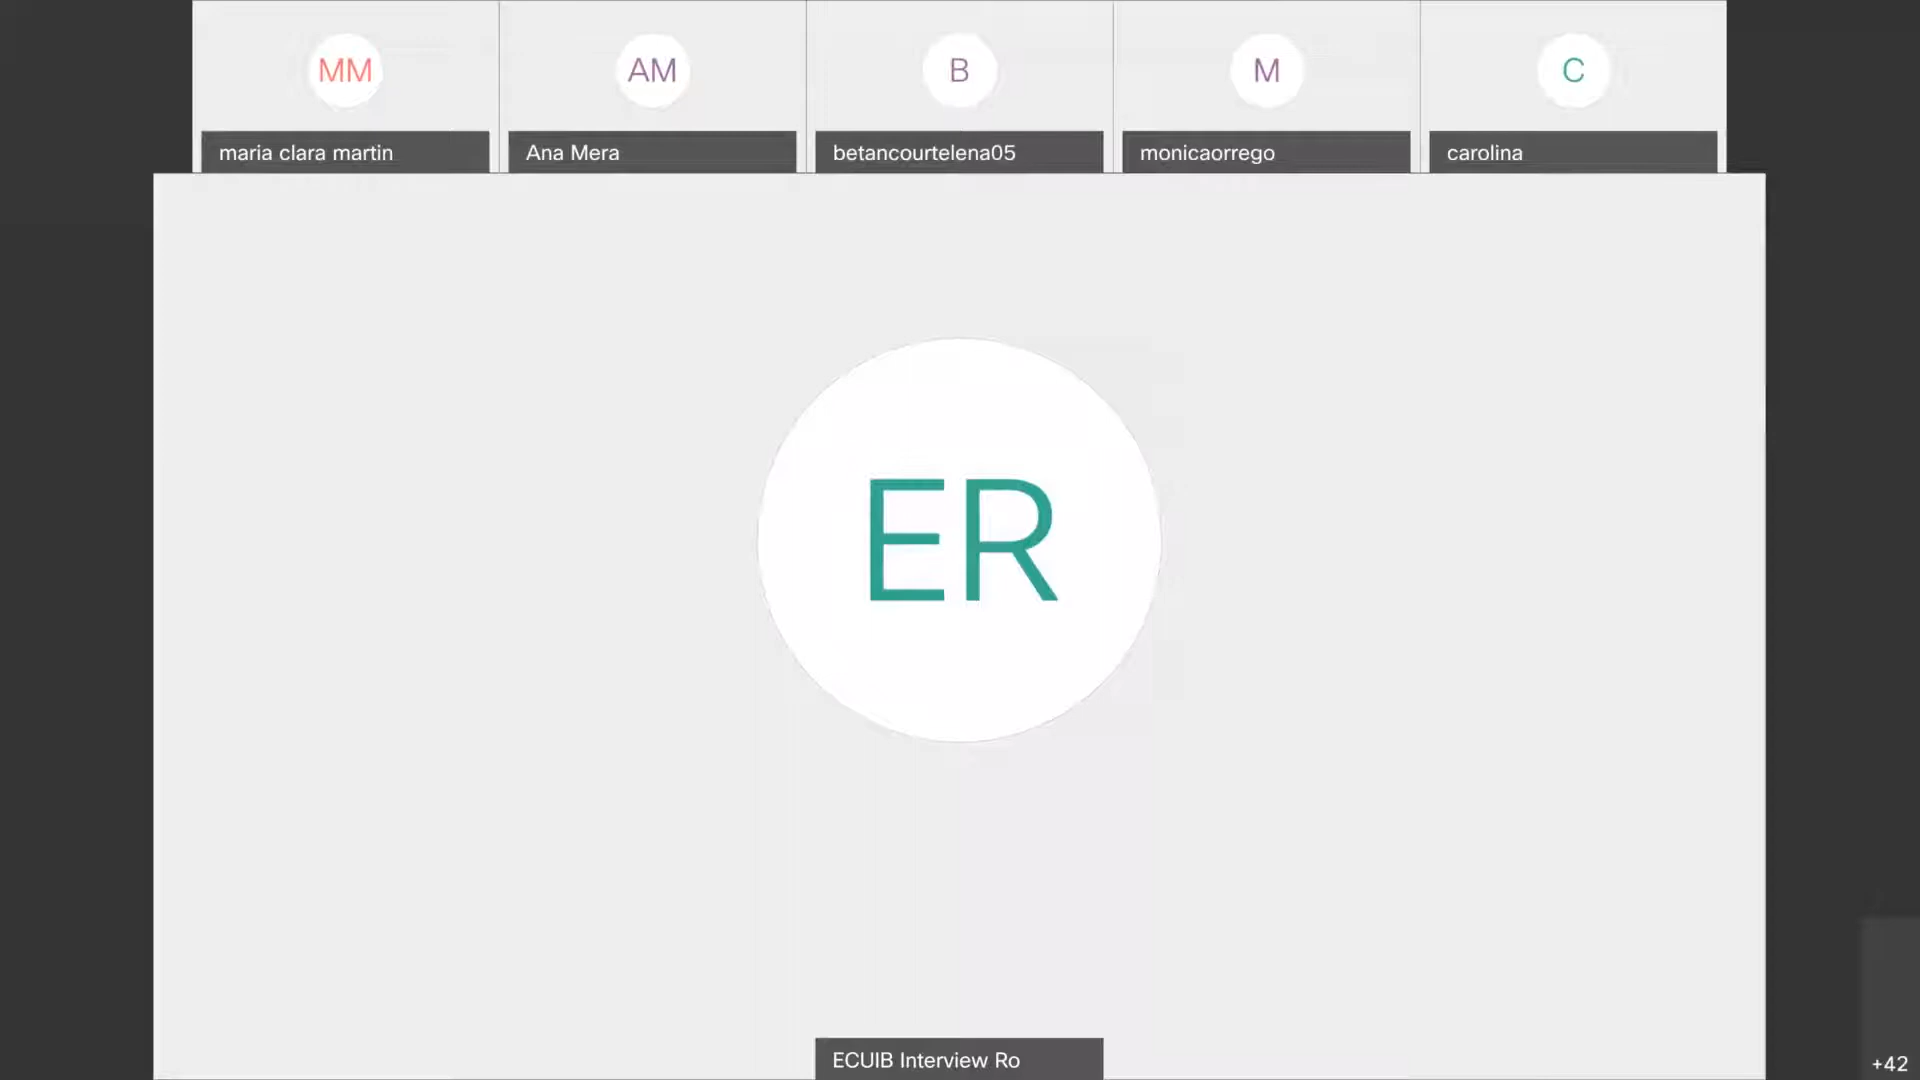 MM
AM
B
M
C
maria clara martin
Ana Mera
betancourtelena05
monicaorrego
carolina
ER
ECUIB Interview Ro
+42